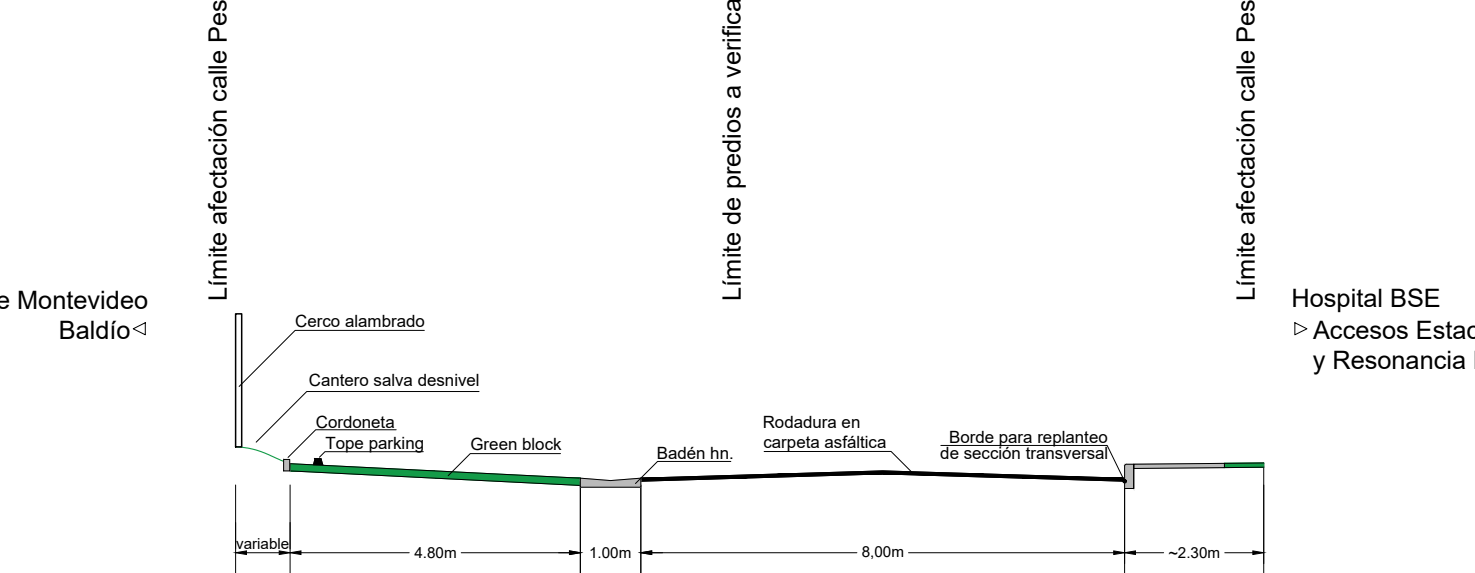 Límite afectación calle Pes
Límite de predios a verifica
Límite afectación calle Pes
e Montevideo
Baldío
Hospital BSE
Accesos Estac
y Resonancia
Cerco alambrado
Cantero salva desnivel
Cordoneta
Tope parking
Green block
Badén hn.
Rodadura en
carpeta asfáltica
Borde para replanteo
de sección transversal
variable
4.80m
1.00m
8,00m
~2.30m